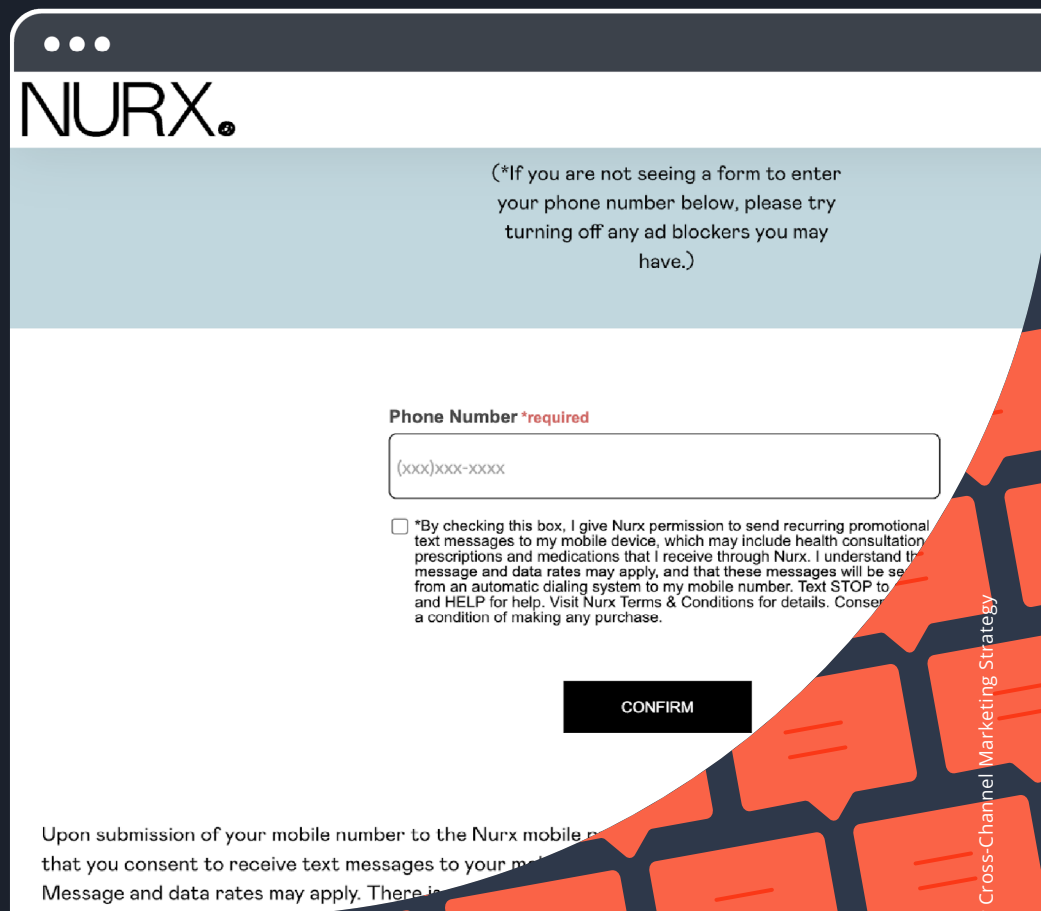 NURX.
(*If you are not seeing a form to enter
your phone number below, please try
turning off any ad blockers you may
have.)
Phone Number *required
(xxx)xxx-xxxx
*By checking this box, I give Nurx permission to send recurring promotional
text messages to my mobile device, which may include health consultation
prescriptions and medications that I receive through Nurx. I understand
message and data rates may apply, and that these messages will be
from an automatic dialing system to my mobile number. Text STOP to
and HELP for help. Visit Nurx Terms & Conditions for details.
a condition of making any purchase.
CONFIRM
Upon submission of your mobile number to the Nurx mobile
that you consent to receive text messages to your
Message and data rates may apply. There
Cross-Channel Marketing Strategy